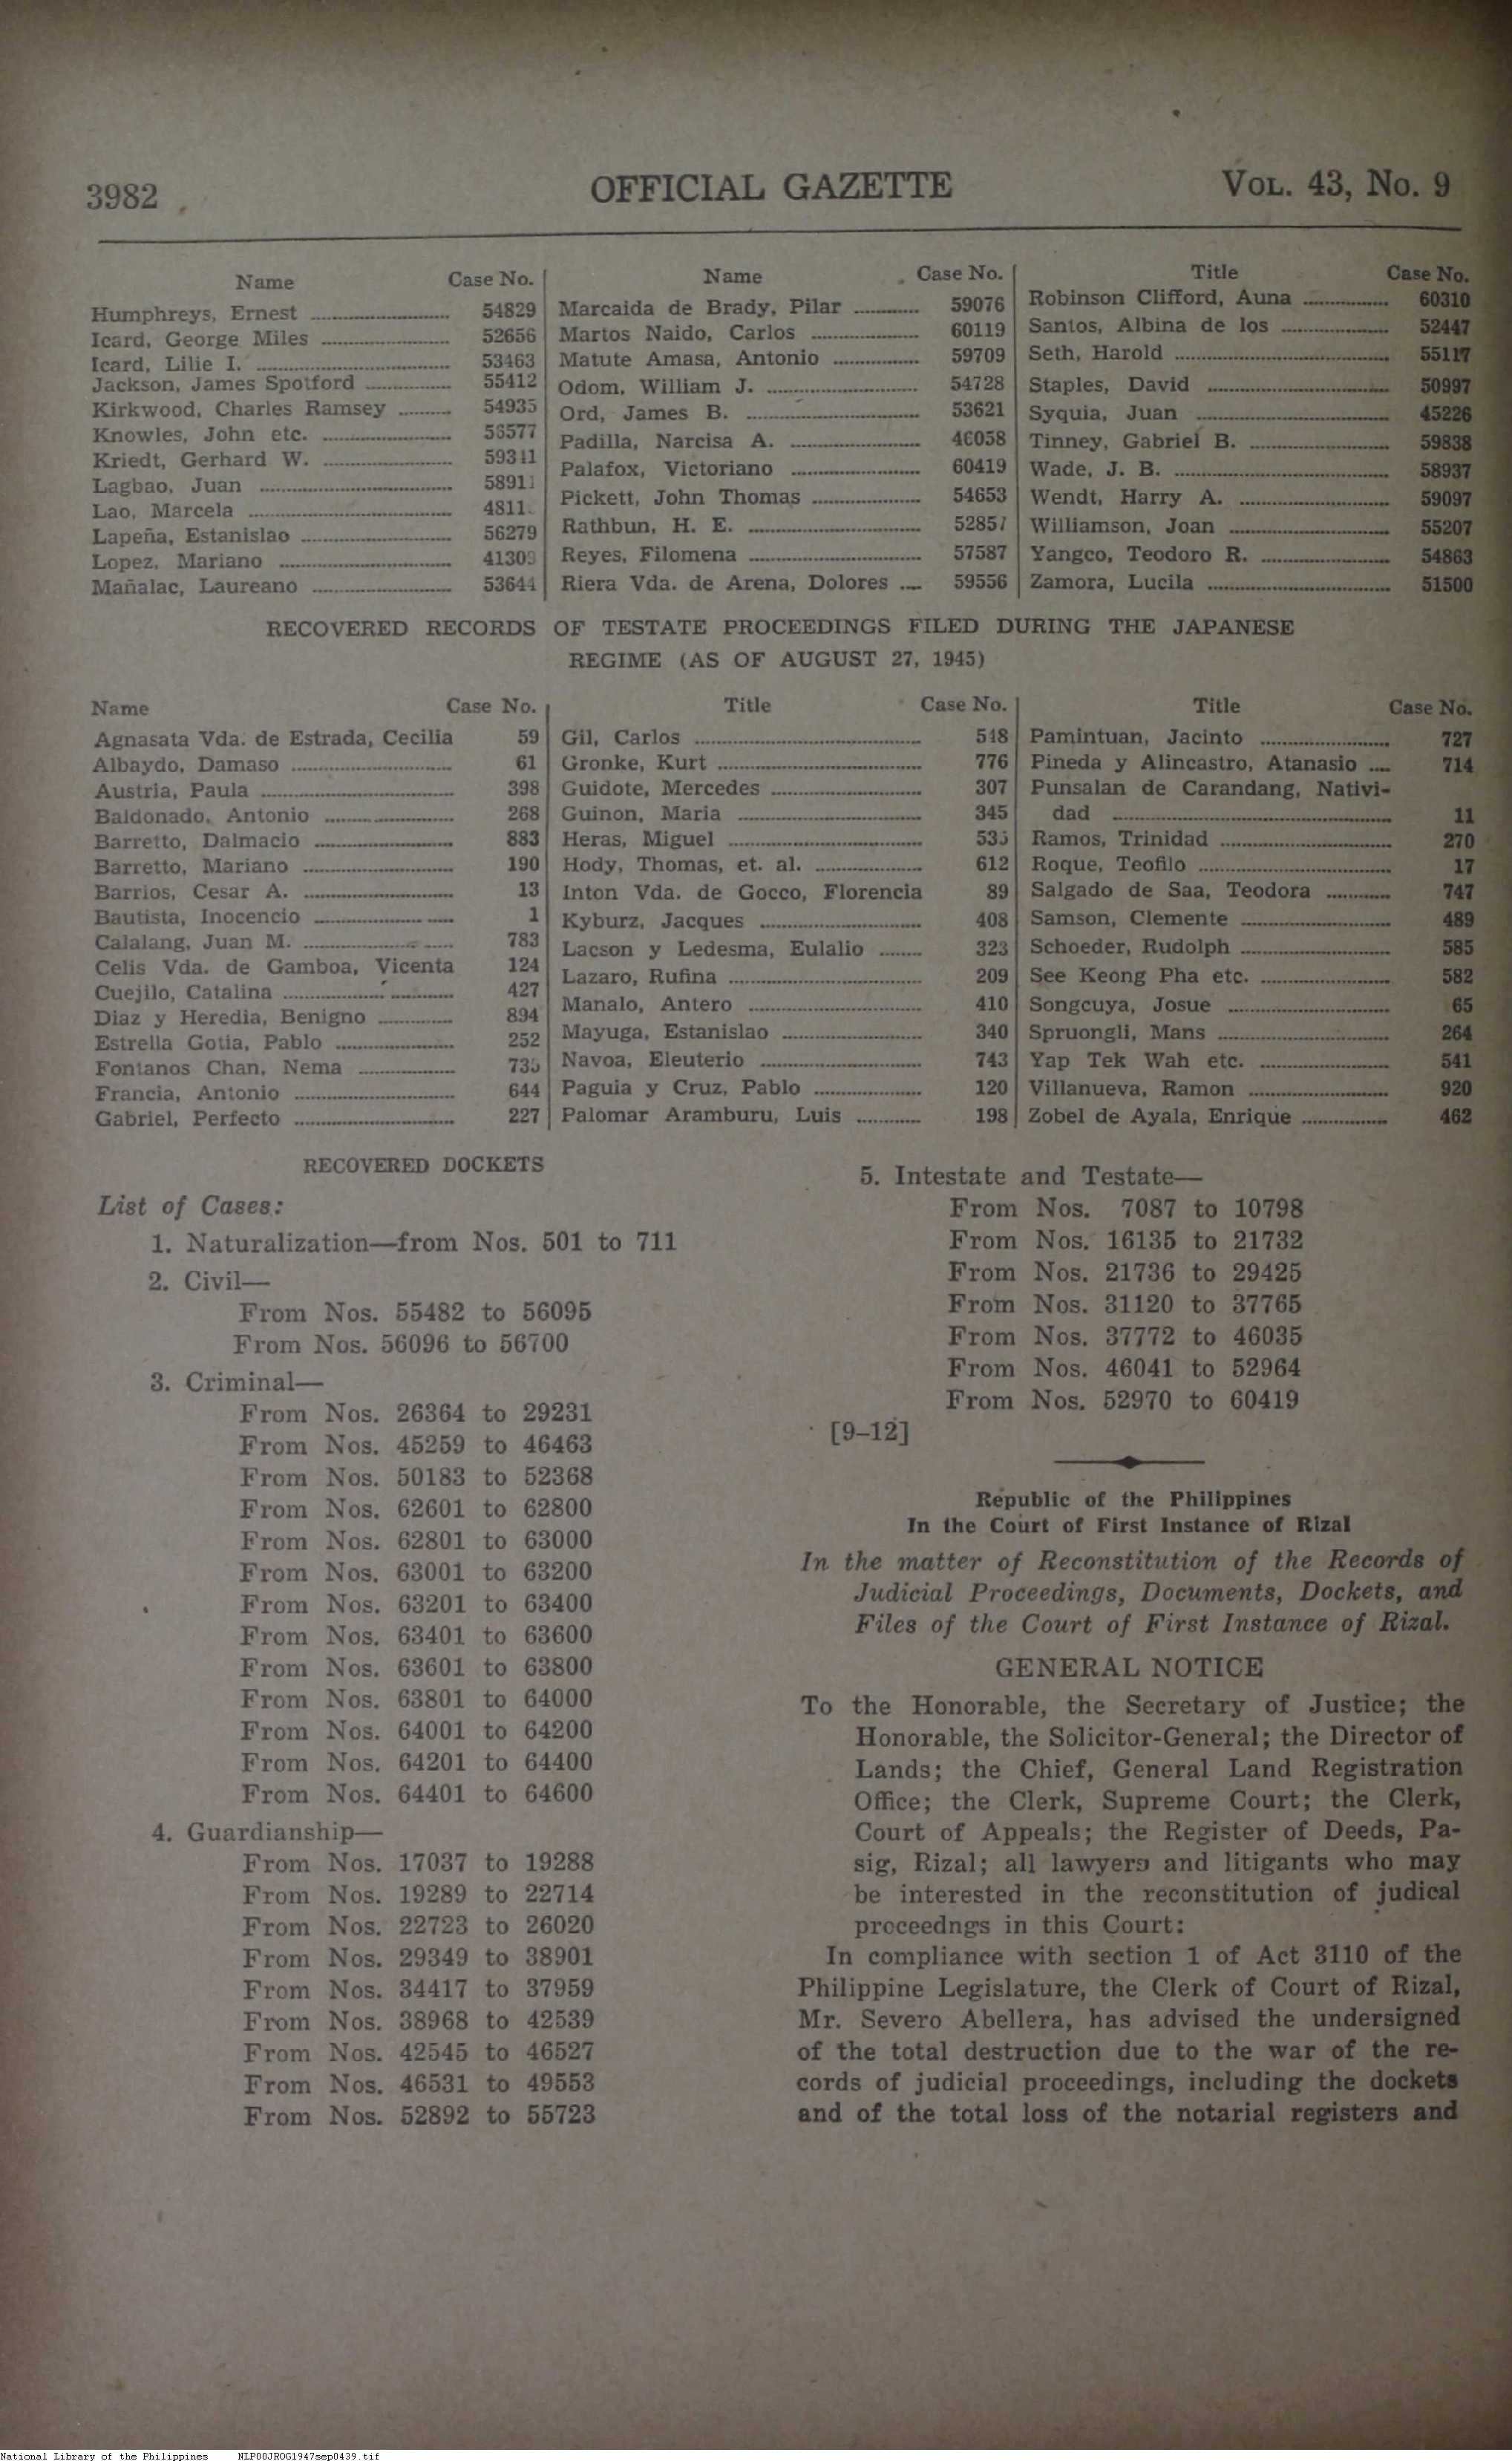 3982
OFFICIAL GAZETTE
VOL. 43, No. 9
Name Case No.
Humphreys, Ernest 54829
Icard, George Miles 52656
Icard, Lilie I. 53463
Jackson, James Spotford 55412
Kirkwood, Charles Ramsey 54935
Knowles, John etc.
Kriedt, Gerhard W. 59311
Lagbao, Juan 58911
Lao, Marcela
Lapeña, Estanislao 56279
Lopez, Mariano 41309
Mañalac, Laureano 53644
Name Case No.
Marcaida de Brady, Pilar 59076
Martos Naido, Carlos 60119
Matute Amasa, Antonio 59709
Odom, William J. 54728
Ord, James B. 53621
Padilla, Narcisa A. 46058
Palafox, Victoriano 60419
Pickett, John Thomas 54653
Rathbun, H. E. 52857
Reyes, Filomena 57587
Riera Vda. de Arena, Dolores 59556
Title Case No.
Robinson Clifford, Auna 60310
Santos, Albina de los 52447
Seth, Harold 55117
Staples, David 50997
Syquia, Juan 45226
Tinney, Gabriel B. 59838
Wade, J. B. 58937
Wendt, Harry A. 59097
Williamson, Joan 55207
Yangco, Teodoro R. 54863
Zamora, Lucila 51500
RECOVERED RECORDS OF TESTATE PROCEEDINGS FILED DURING THE JAPANESE
REGIME (AS OF AUGUST 27, 1945)
Name Case No.
Agnasata Vda. de Estrada, Cecilia 59
Albaydo, Damaso 61
Austria, Paula 398
Baldonado, Antonio 268
Barretto, Dalmacio 883
Barretto, Mariano 190
Barrios, Cesar A. 13
Bautista, Inocencio 1
Calalang, Juan M. 783
Celis Vda. de Gamboa, Vicenta 124
Cuejilo, Catalina 427
Diaz y Heredia, Benigno 894
Estrella Gotia, Pablo 252
Fontanos Chan, Nema 735
Francia, Antonio 644
Gabriel, Perfecto 227
Title Case No.
Gil, Carlos 548
Gronke, Kurt 776
Guidote, Mercedes 307
Guinon, Maria 345
Heras, Miguel 535
Hody, Thomas, et. al. 612
Inton Vda. de Gocco, Florencia 89
Kyburz, Jacques 408
Lacson y Ledesma, Eulalio 323
Lazaro, Rufina 209
Manalo, Antero 410
Mayuga, Estanislao 340
Navoa, Eleuterio 743
Paguia y Cruz, Pablo 120
Palomar Aramburu, Luis 198
Title Case No.
Pamintuan, Jacinto 727
Pineda y Alincastro, Atanasio 714
Punsalan de Carandang, Nativi-
dad 11
Ramos, Trinidad 270
Roque, Teofilo 17
Salgado de Saa, Teodora 747
Samson, Clemente 489
Schoeder, Rudolph 585
See Keong Pha etc. 582
Songcuya, Josue 65
Spruongli, Mans 264
Yap Tek Wah etc. 541
Villanueva, Ramon 920
Zobel de Ayala, Enrique 462
RECOVERED DOCKETS
List of Cases:
1. Naturalization—from Nos. 501 to 711
2. Civil—
From Nos. 55482 to 56095
From Nos. 56096 to 56700
3. Criminal—
From Nos. 26364 to 29231
From Nos. 45259 to 46463
From Nos. 50183 to 52368
From Nos. 62601 to 62800
From Nos. 62801 to 63000
From Nos. 63001 to 63200
From Nos. 63201 to 63400
From Nos. 63401 to 63600
From Nos. 63601 to 63800
From Nos. 63801 to 64000
From Nos. 64001 to 64200
From Nos. 64201 to 64400
From Nos. 64401 to 64600
4. Guardianship—
From Nos. 17037 to 19288
From Nos. 19289 to 22714
From Nos. 22723 to 26020
From Nos. 29349 to 38901
From Nos. 34417 to 37959
From Nos. 38968 to 42539
From Nos. 42545 to 46527
From Nos. 46531 to 49553
From Nos. 52892 to 55723
5. Intestate and Testate—
From Nos. 7087 to 10798
From Nos. 16135 to 21732
From Nos. 21736 to 29425
From Nos. 31120 to 37765
From Nos. 37772 to 46035
From Nos. 46041 to 52964
From Nos. 52970 to 60419
[9–12]
Republic of the Philippines
In the Court of First Instance of Rizal
In the matter of Reconstitution of the Records of
Judicial Proceedings, Documents, Dockets, and
Files of the Court of First Instance of Rizal.
GENERAL NOTICE
To the Honorable, the Secretary of Justice; the
Honorable, the Solicitor-General; the Director of
Lands; the Chief, General Land Registration
Office; the Clerk, Supreme Court; the Clerk,
Court of Appeals; the Register of Deeds, Pa-
sig, Rizal; all lawyers and litigants who may
be interested in the reconstitution of judical
proceedngs in this Court:
In compliance with section 1 of Act 3110 of the
Philippine Legislature, the Clerk of Court of Rizal,
Mr. Severo Abellera, has advised the undersigned
of the total destruction due to the war of the re-
cords of judicial proceedings, including the dockets
and of the total loss of the notarial registers and
National Library of the Philippines NLP00JROG1947sep0439.tif